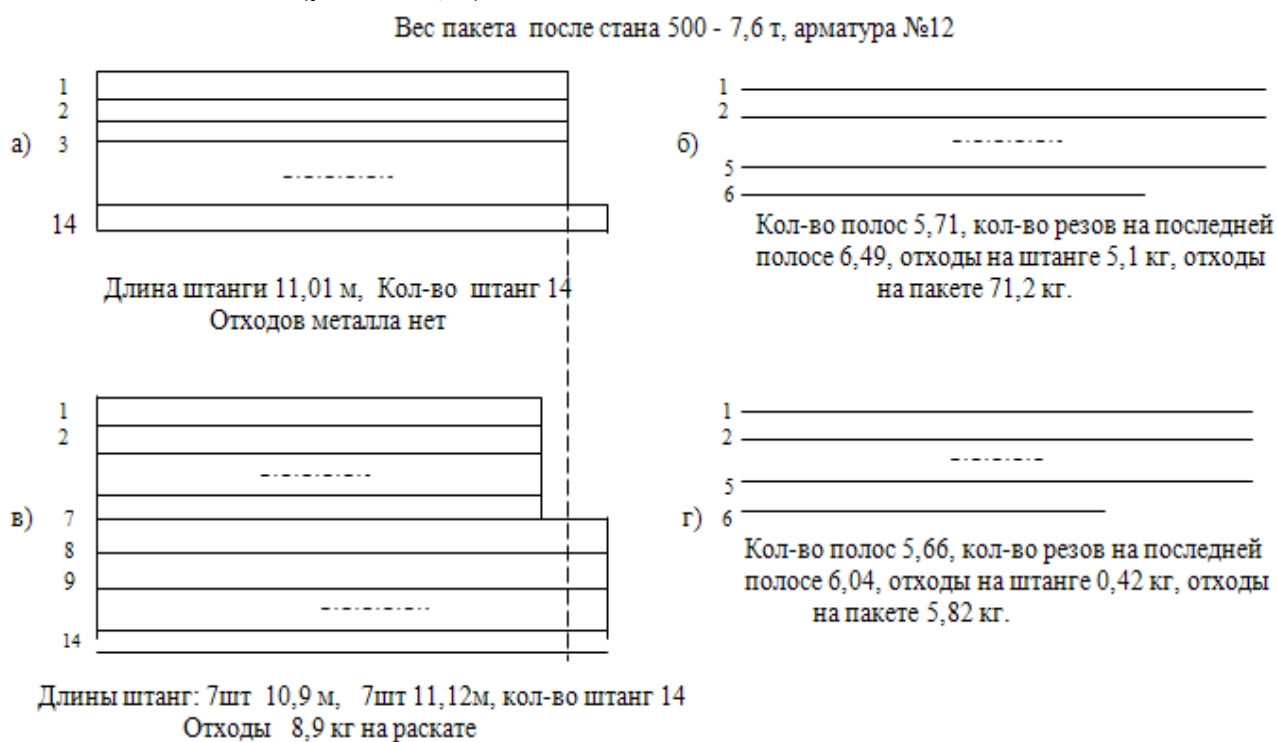 Вес пакета после стана 500 - 7,6 т, арматура №12
а)
1
2
3
14
Длина штанги 11,01 м, Кол-во штанг 14
Отходов металла нет
б)
1
2
5
6
Кол-во полос 5,71, кол-во резов на последней
полосе 6,49, отходы на штанге 5,1 кг, отходы
на пакете 71,2 кг.
в)
1
2
7
8
9
14
Длины штанг: 7шт 10,9 м, 7шт 11,12м, кол-во штанг 14
Отходы 8,9 кг на раскате
г)
1
2
5
6
Кол-во полос 5,66, кол-во резов на последней
полосе 6,04, отходы на штанге 0,42 кг, отходы
на пакете 5,82 кг.